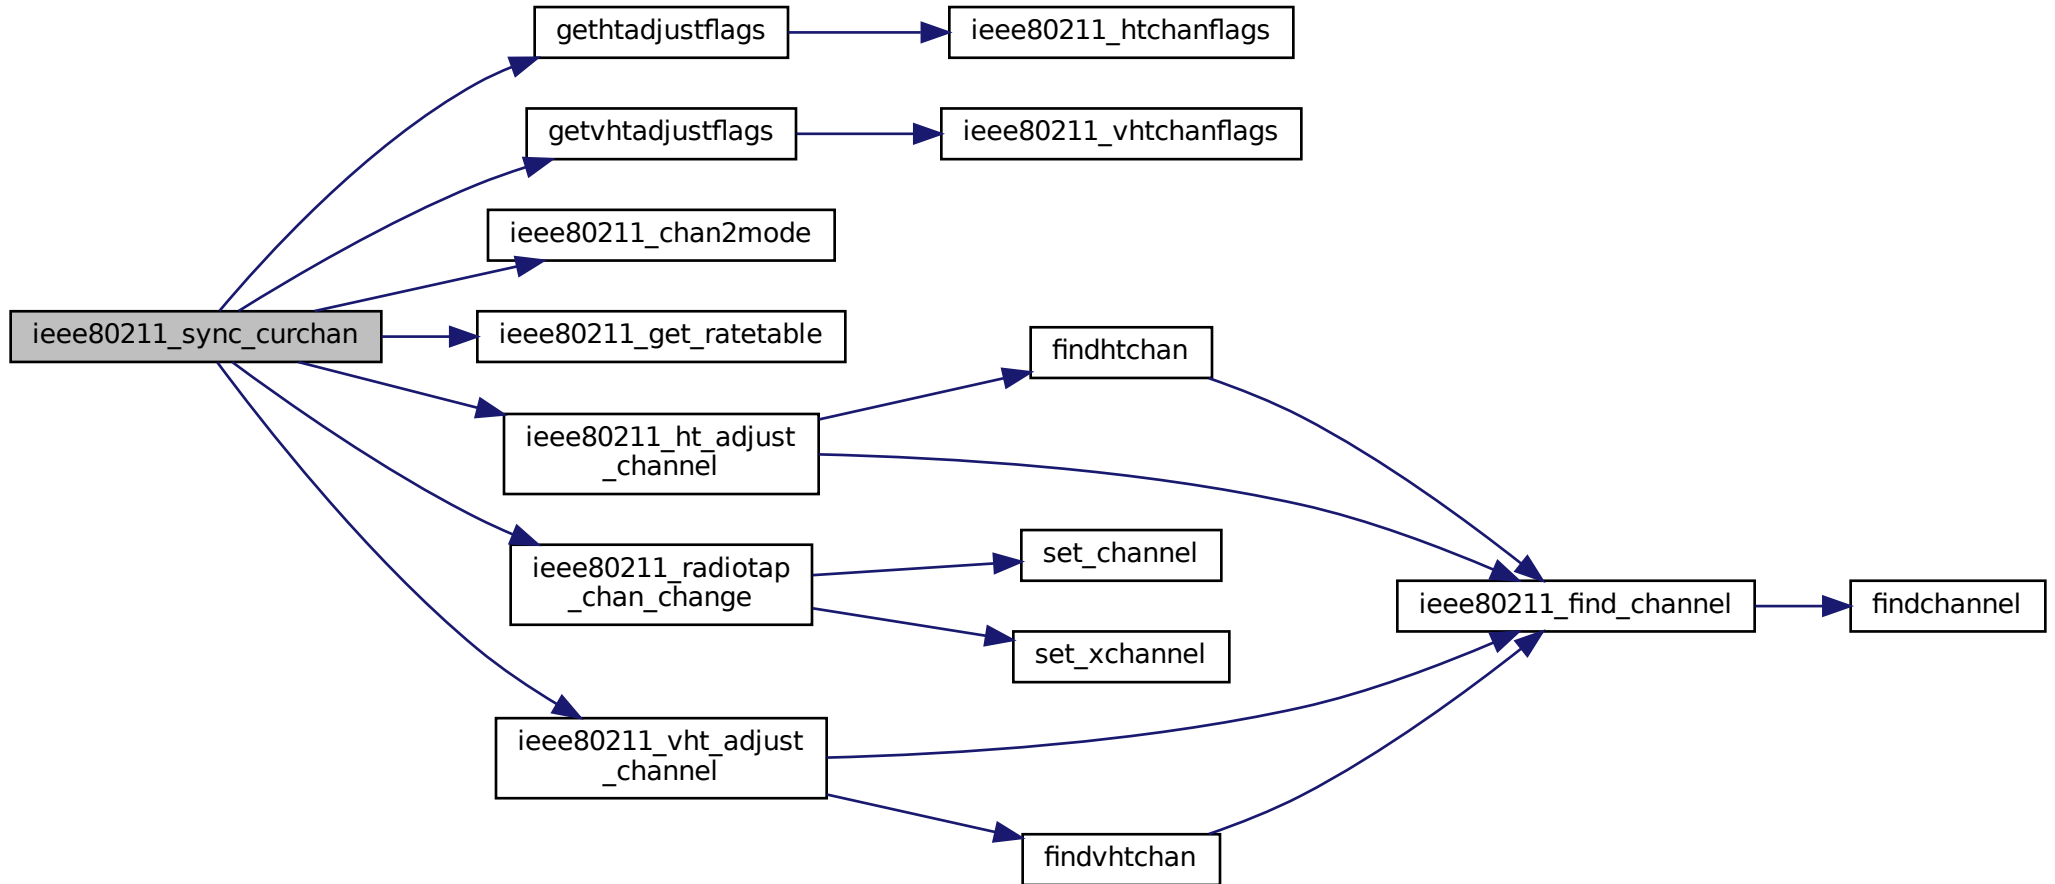 gethtadjustflags
ieee80211_htchanflags
getvhtadjustflags
ieee80211_vhtchanflags
ieee80211_chan2mode
ieee80211_sync_curchan
ieee80211_get_ratetable
findhtchan
ieee80211_ht_adjust
_channel
set_channel
ieee80211_radiotap
_chan_change
ieee80211_find_channel
findchannel
set_xchannel
ieee80211_vht_adjust
_channel
findvhtchan